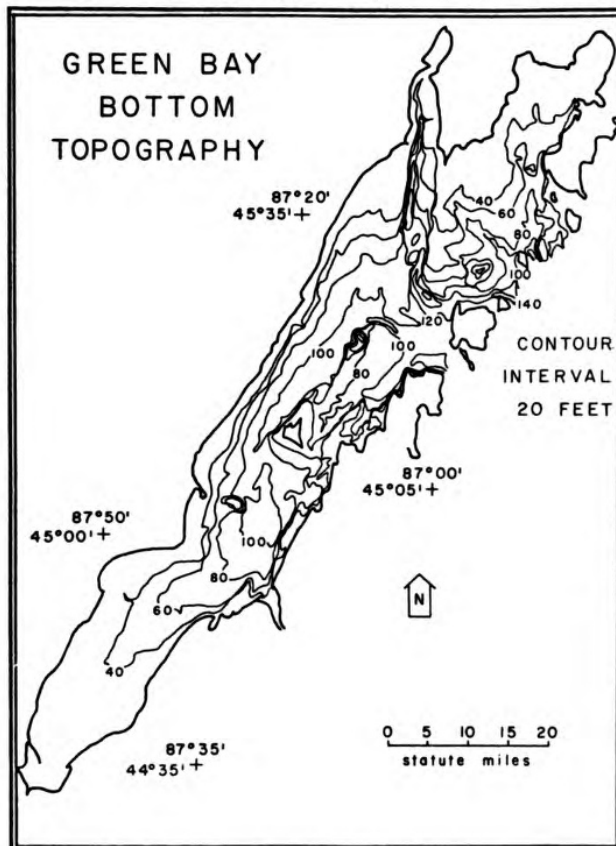 GREEN BAY
BOTTOM
TOPOGRAPHY
87°20'
45°35'
40
60
80
100
140
120
CONTOUR
INTERVAL
20 FEET
100
100
80
87°00'
45°05'
87°50'
45°00'
100
80
60
40
N
0 5 10 15 20
statute miles
87°35'
44°35'